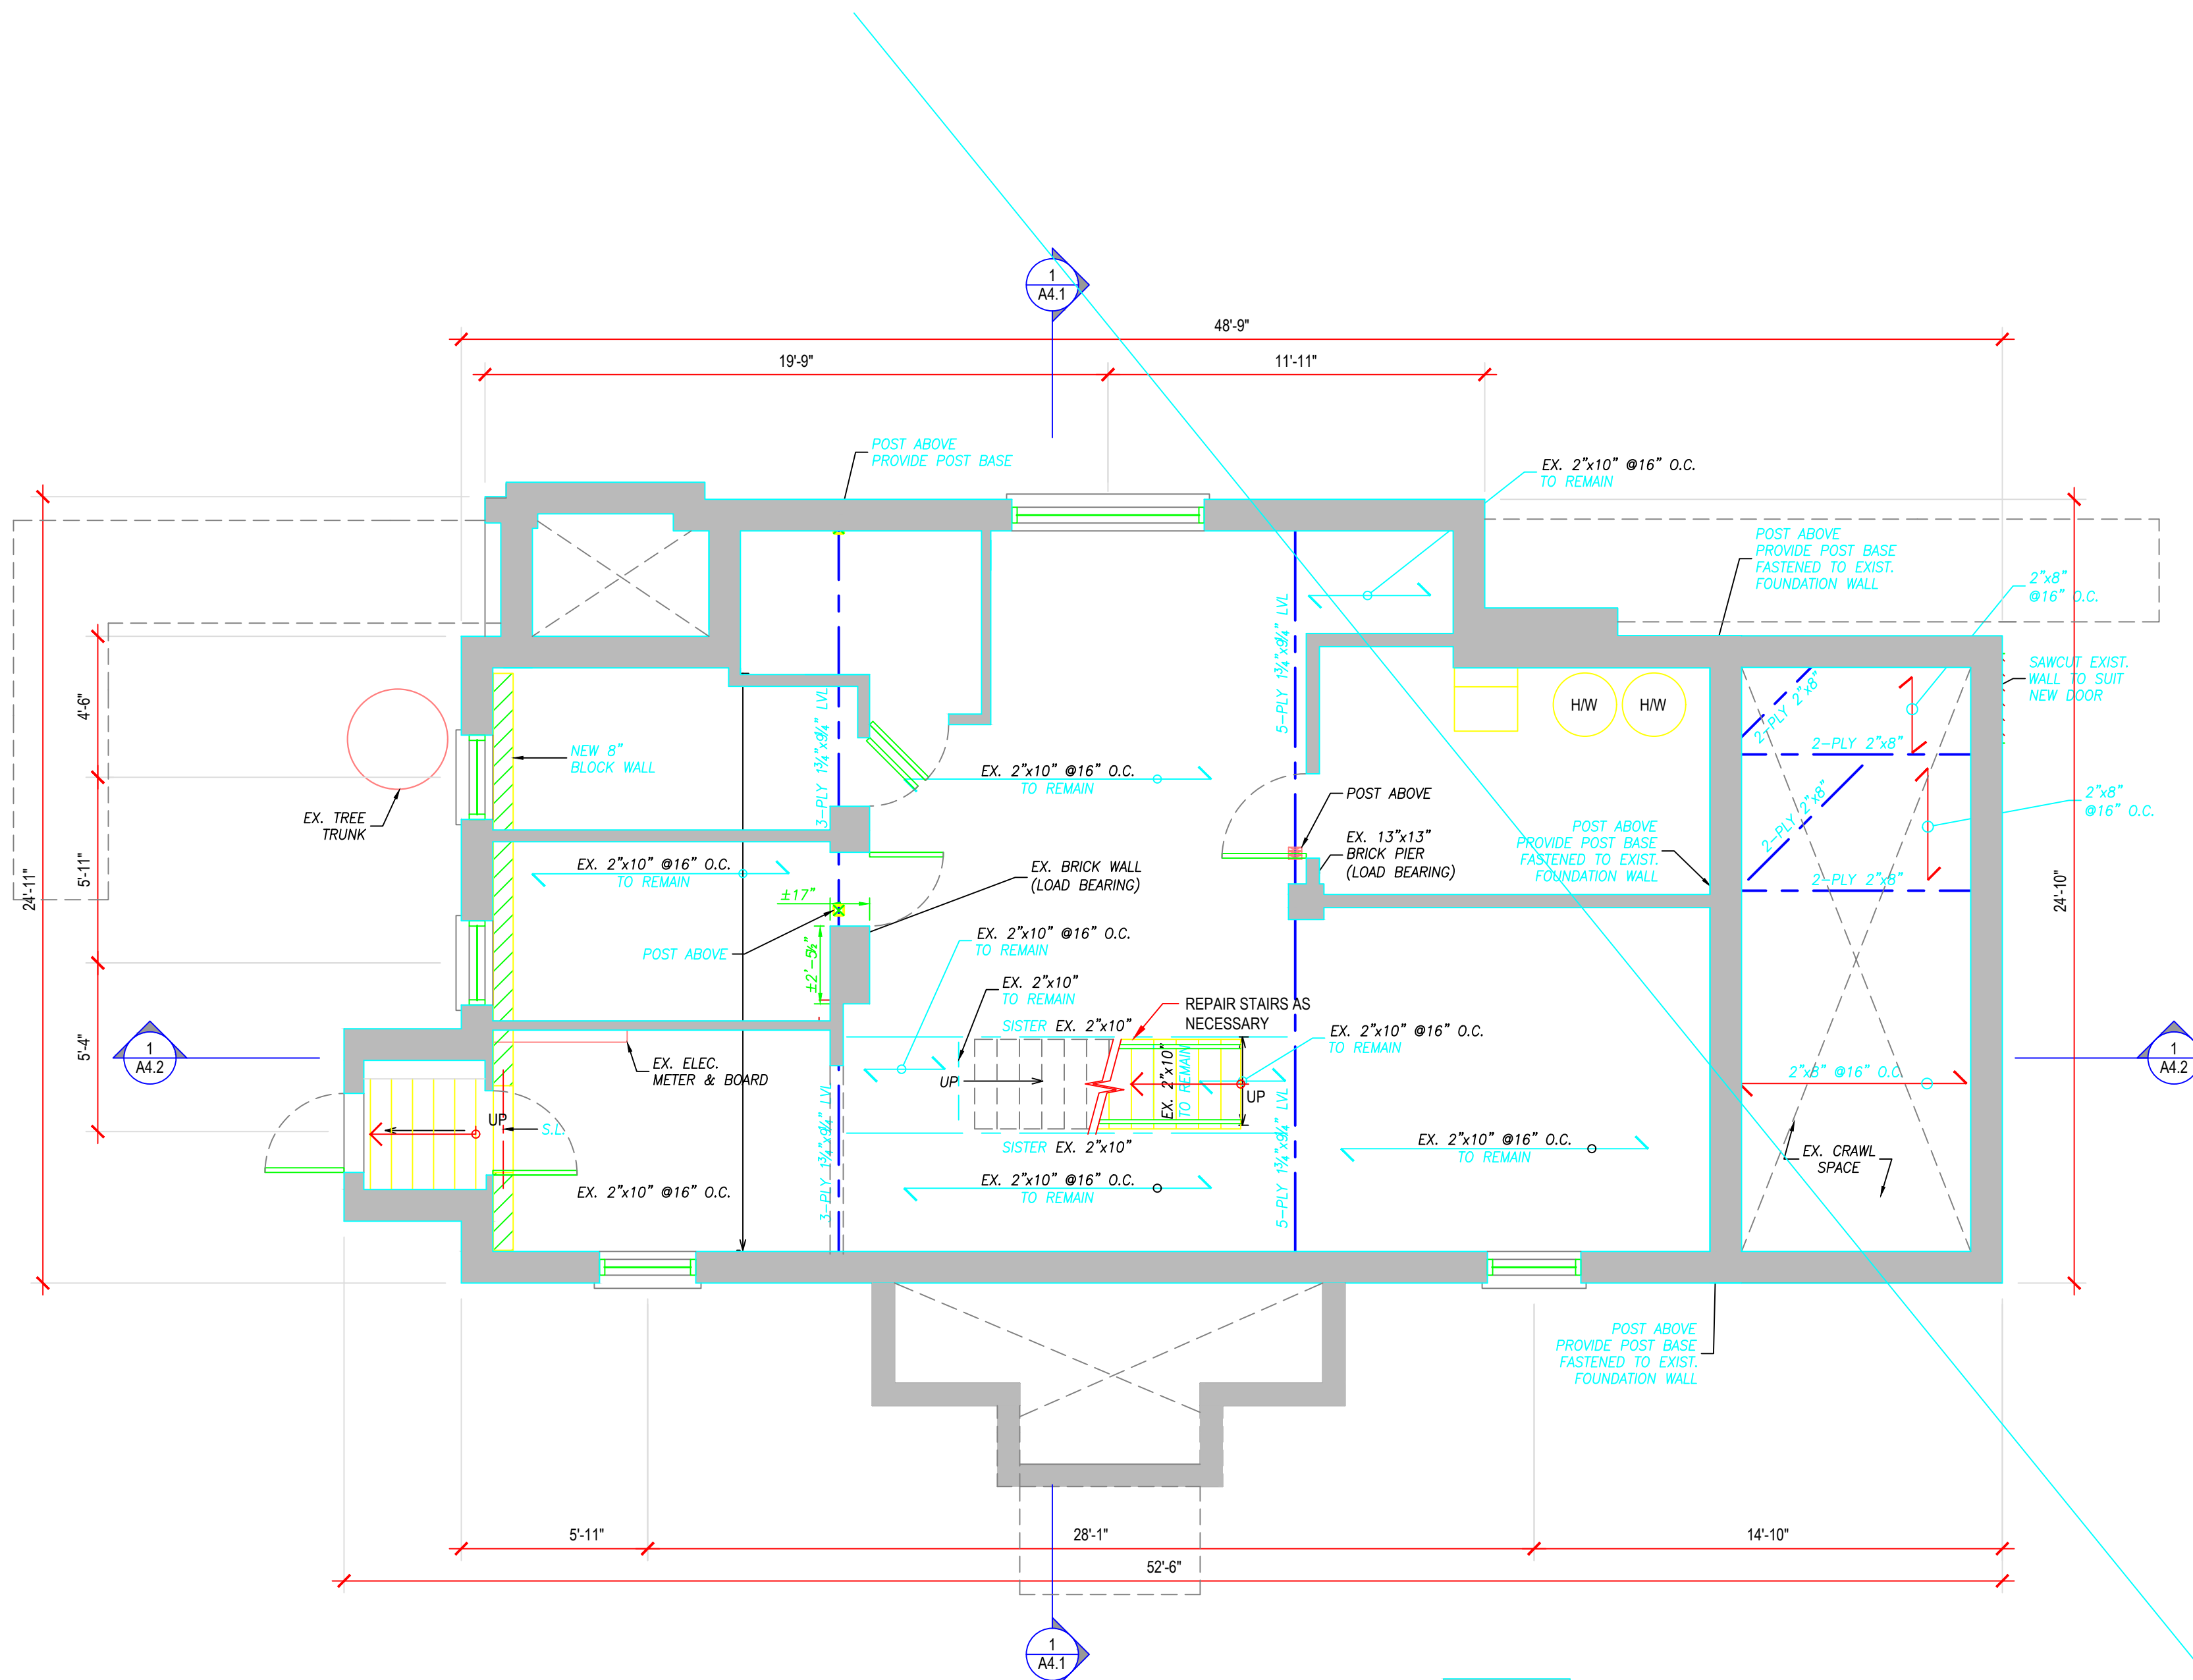 1
A4.1
48'-9"
19'-9"
11'-11"
POST ABOVE
PROVIDE POST BASE
EX. 2"x10" @16" O.C.
TO REMAIN
POST ABOVE
PROVIDE POST BASE
FASTENED TO EXIST.
FOUNDATION WALL
2"x8"
@16" O.C.
5-PLY 1¾"x9¼" LVL
4'-6"
SAWCUT EXIST.
WALL TO SUIT
NEW DOOR
2-PLY 2"x8"
H/W
H/W
NEW 8"
BLOCK WALL
3-PLY 1¾"x9¼" LVL
2-PLY 2"x8"
EX. 2"x10" @16" O.C.
TO REMAIN
POST ABOVE
2"x8"
@16" O.C.
EX. TREE
TRUNK
2-PLY 2"x8"
POST ABOVE
PROVIDE POST BASE
FASTENED TO EXIST.
FOUNDATION WALL
EX. 13"x13"
BRICK PIER
(LOAD BEARING)
5'-11"
24'-11"
EX. 2"x10" @16" O.C.
TO REMAIN
EX. BRICK WALL
(LOAD BEARING)
2-PLY 2"x8"
24'-10"
±17"
EX. 2"x10" @16" O.C.
TO REMAIN
POST ABOVE
±2'-5½"
EX. 2"x10"
TO REMAIN
REPAIR STAIRS AS
NECESSARY
SISTER EX. 2"x10"
EX. 2"x10" @16" O.C.
TO REMAIN
5'-4"
1
A4.2
1
A4.2
EX. ELEC.
METER & BOARD
UP
EX. 2"x10"
TO REMAIN
UP
2"x8" @16" O.C.
UP
S.L.
3-PLY 1¾"x9¼" LVL
5-PLY 1¾"x9¼" LVL
SISTER EX. 2"x10"
EX. 2"x10" @16" O.C.
TO REMAIN
EX. CRAWL
SPACE
EX. 2"x10" @16" O.C.
EX. 2"x10" @16" O.C.
TO REMAIN
POST ABOVE
PROVIDE POST BASE
FASTENED TO EXIST.
FOUNDATION WALL
5'-11"
28'-1"
14'-10"
52'-6"
1
A4.1